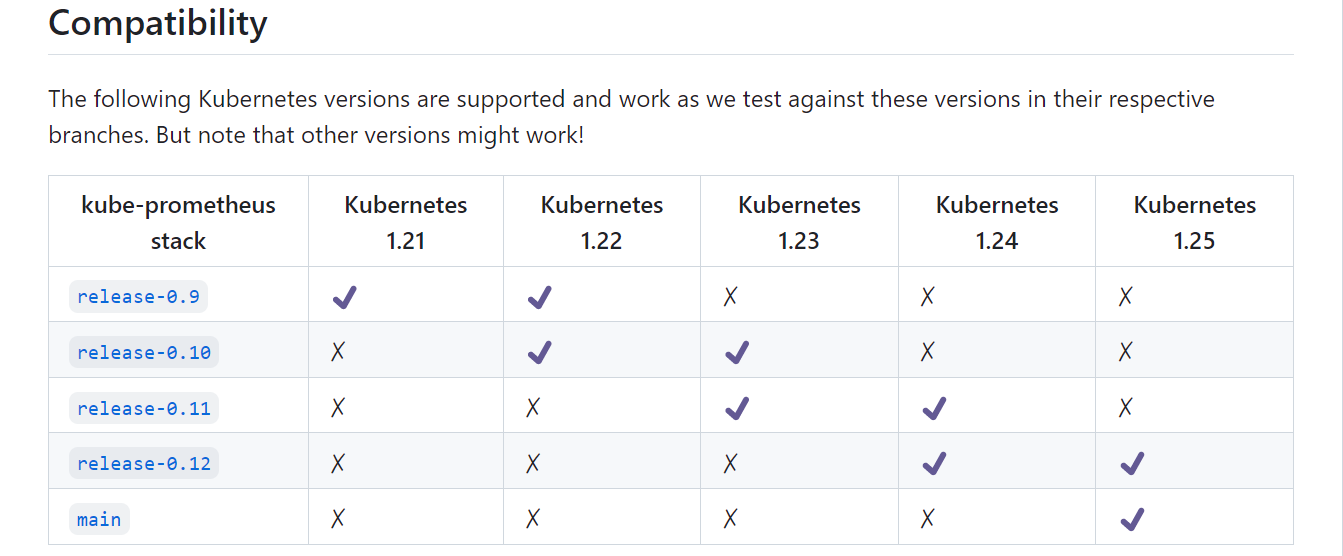 Compatibility
The following Kubernetes versions are supported and work as we test against these versions in their respective
branches. But note that other versions might work!
kube-prometheus stack Kubernetes 1.21 Kubernetes 1.22 Kubernetes 1.23 Kubernetes 1.24 Kubernetes 1.25
release-0.9 ✔ ✔ ✗ ✗ ✗
release-0.10 ✗ ✔ ✔ ✗ ✗
release-0.11 ✗ ✗ ✔ ✔ ✗
release-0.12 ✗ ✗ ✗ ✔ ✔
main ✗ ✗ ✗ ✗ ✔